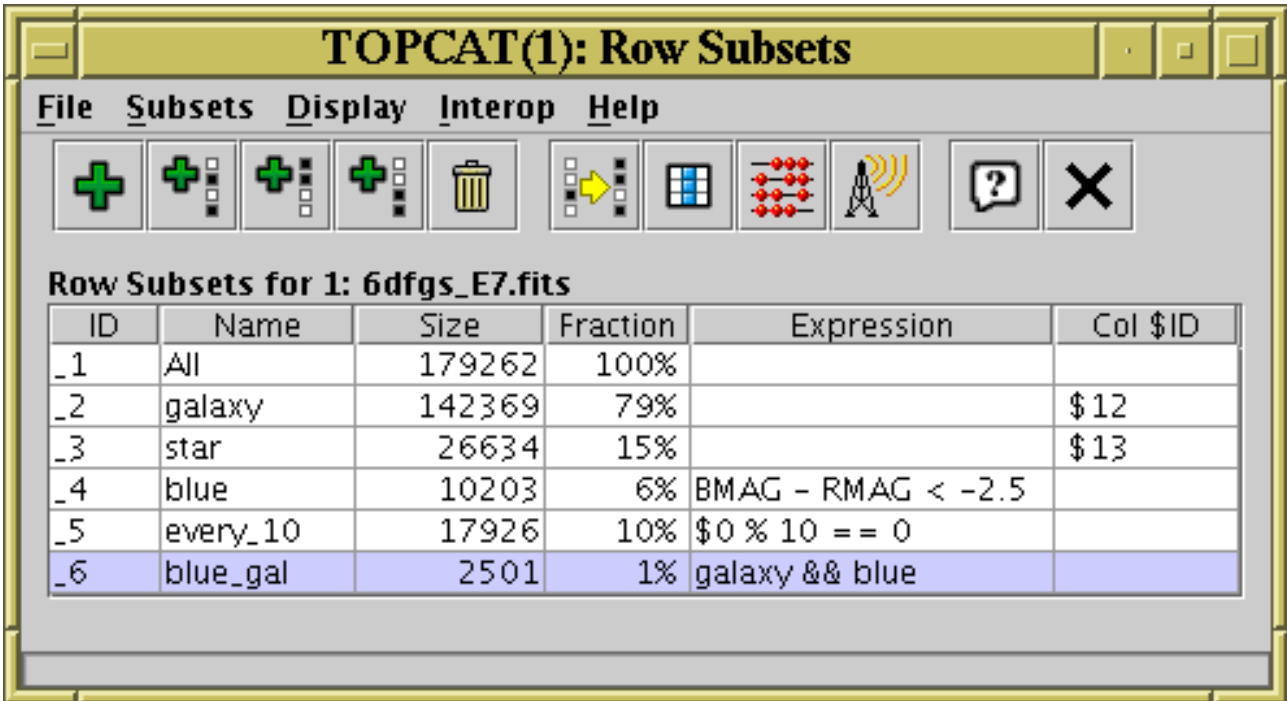 TOPCAT(1): Row Subsets
File Subsets Display Interop Help
?
Row Subsets for 1: 6dfgs_E7.fits
ID Name Size Fraction Expression Col $ID
_1 All 179262 100%
_2 galaxy 142369 79% $12
_3 star 26634 15% $13
_4 blue 10203 6% BMAG - RMAG < -2.5
_5 every_10 17926 10% $0 % 10 == 0
_6 blue_gal 2501 1% galaxy && blue